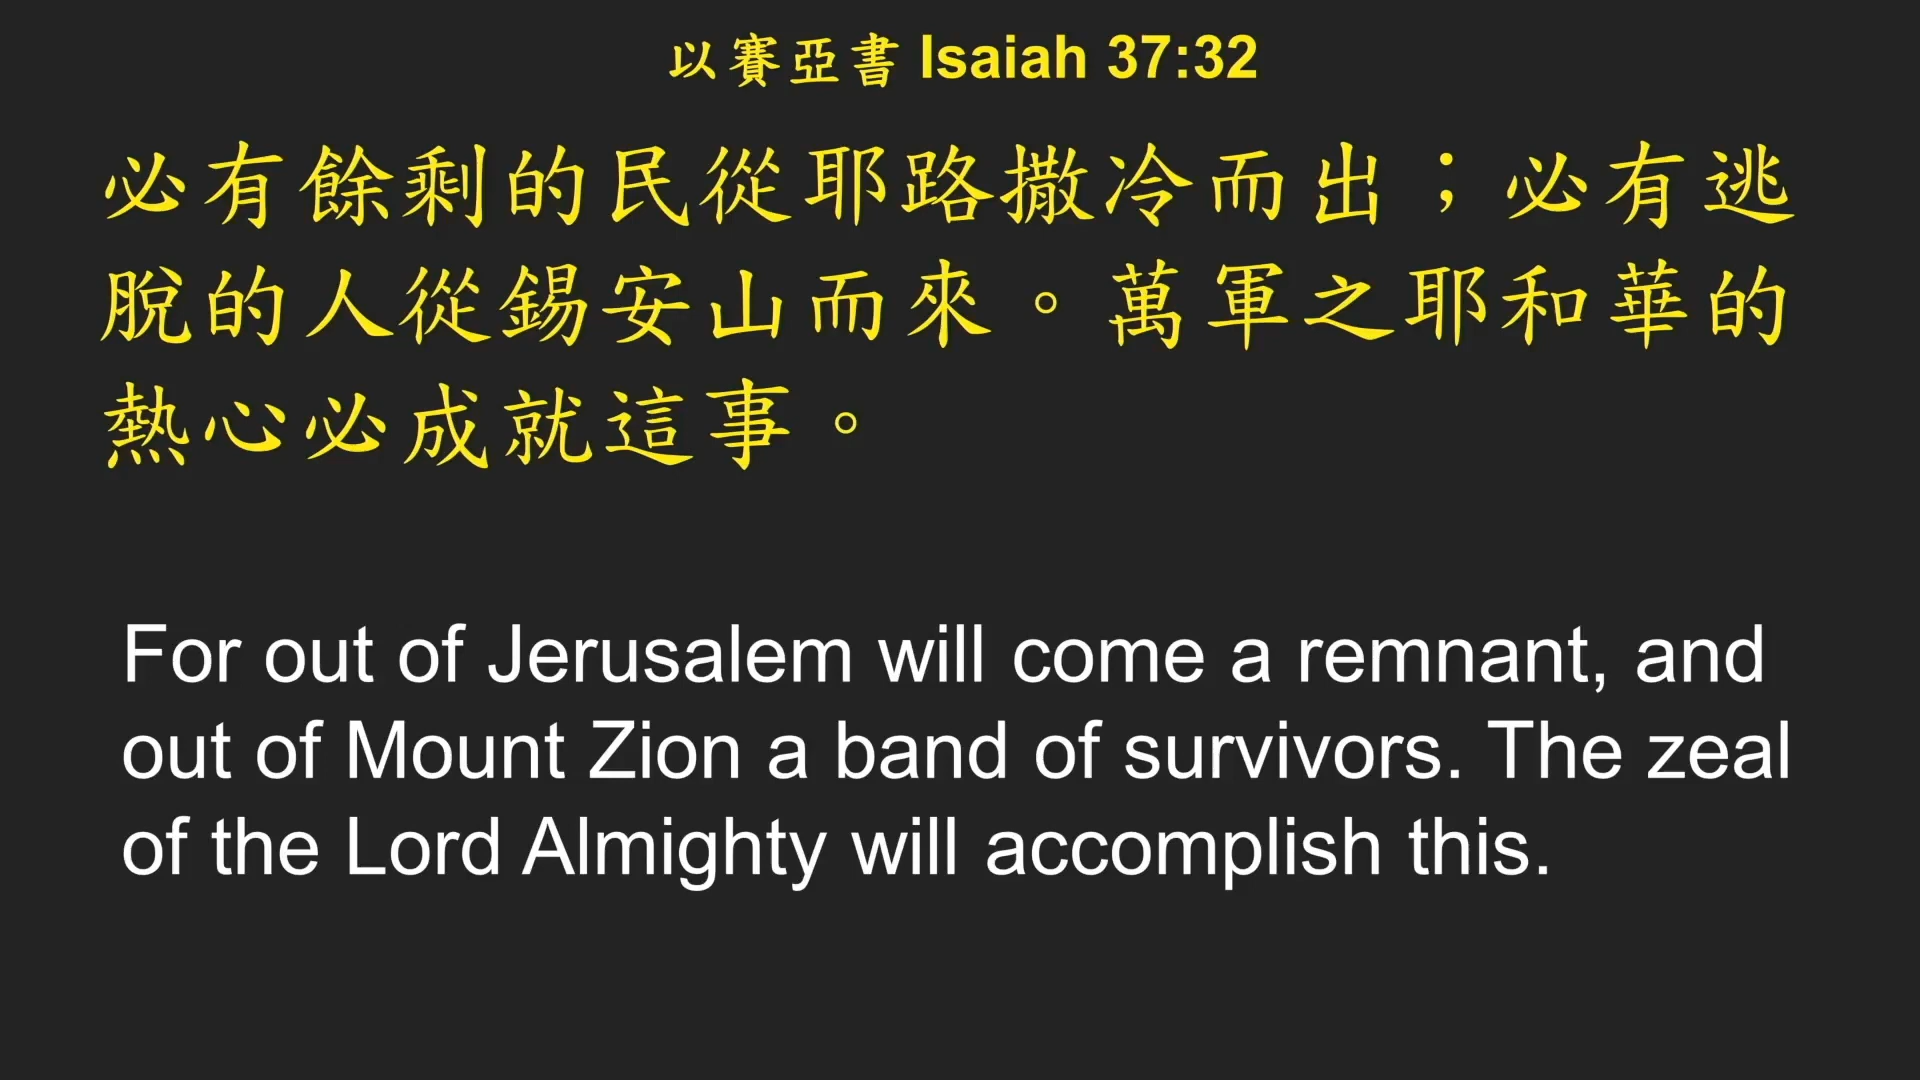 以賽亞書 Isaiah 37:32
必有餘剩的民從耶路撒冷而出；必有逃
脫的人從錫安山而來。萬軍之耶和華的
熱心必成就這事。
For out of Jerusalem will come a remnant, and
out of Mount Zion a band of survivors. The zeal
of the Lord Almighty will accomplish this.